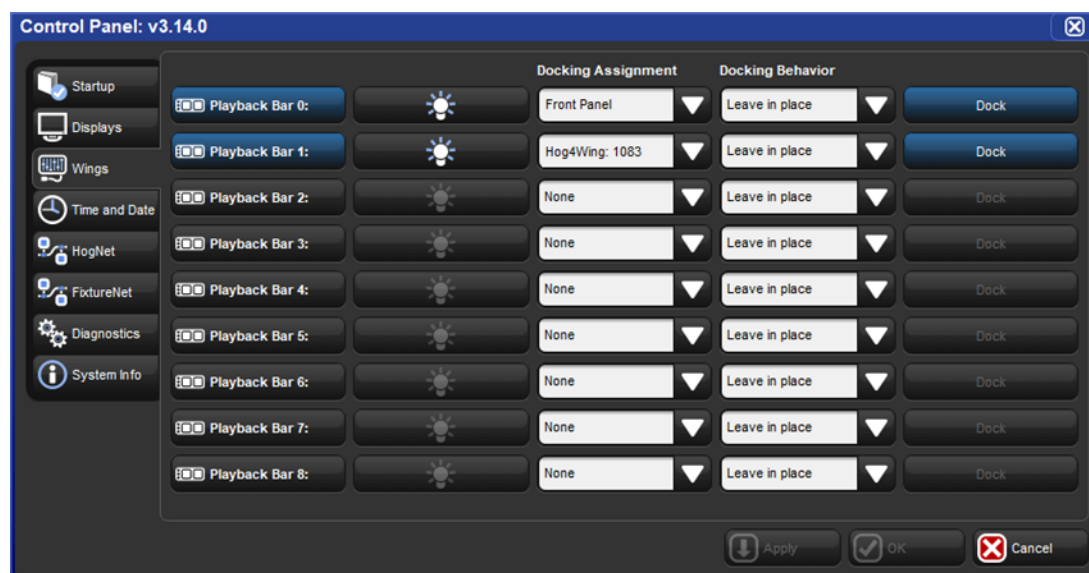 Control Panel: v3.14.0
Docking Assignment Docking Behavior
Startup
Displays
Wings
Time and Date
HogNet
FixtureNet
Diagnostics
System Info
Playback Bar 0: Front Panel Leave in place Dock
Playback Bar 1: Hog4Wing: 1083 Leave in place Dock
Playback Bar 2: None Leave in place Dock
Playback Bar 3: None Leave in place Dock
Playback Bar 4: None Leave in place Dock
Playback Bar 5: None Leave in place Dock
Playback Bar 6: None Leave in place Dock
Playback Bar 7: None Leave in place Dock
Playback Bar 8: None Leave in place Dock
Apply OK Cancel